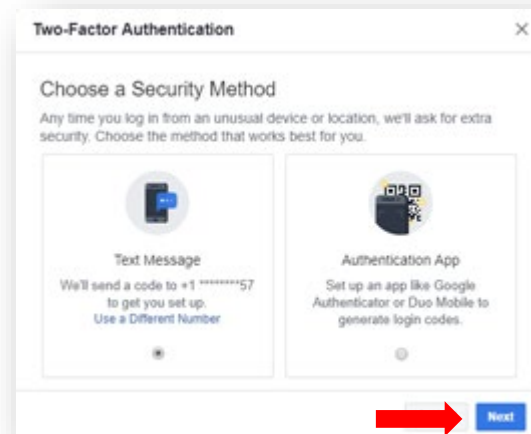 Two-Factor Authentication
Choose a Security Method
Any time you log in from an unusual device or location, we'll ask for extra
security. Choose the method that works best for you.
Text Message
We'll send a code to +1 ********57
to get you set up.
Use a Different Number
Authentication App
Set up an app like Google
Authenticator or Duo Mobile to
generate login codes.
Next